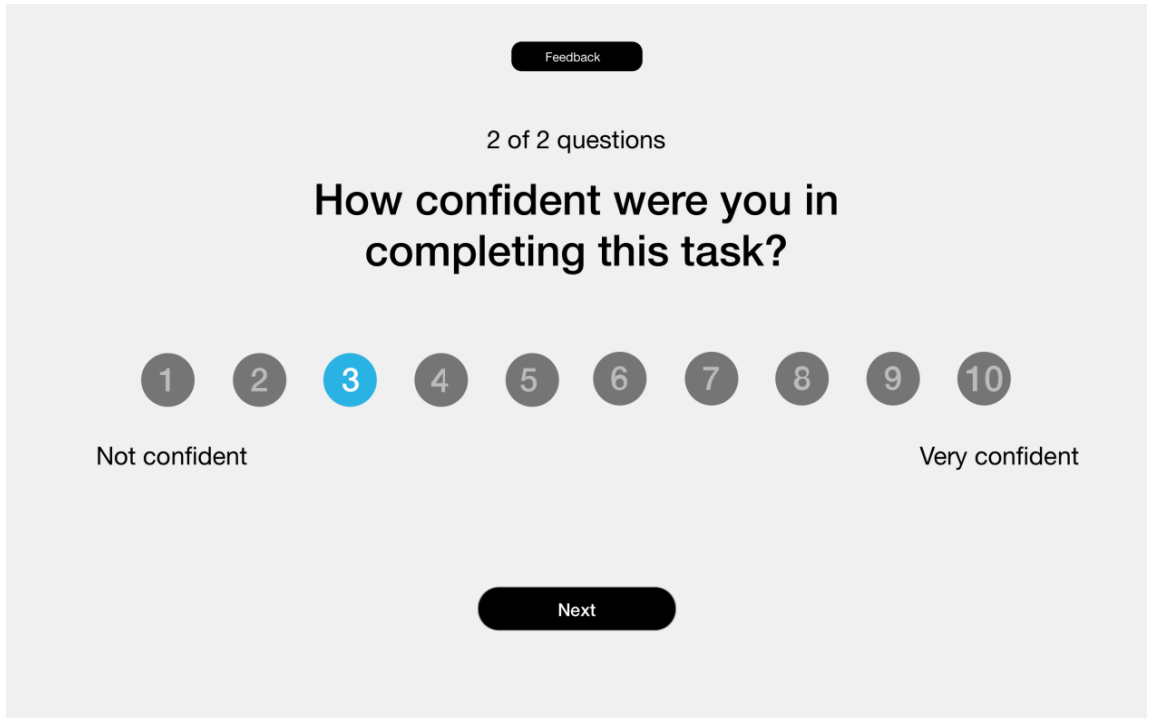 Feedback
2 of 2 questions
How confident were you in
completing this task?
1 2 3 4 5 6 7 8 9 10
Not confident Very confident
Next